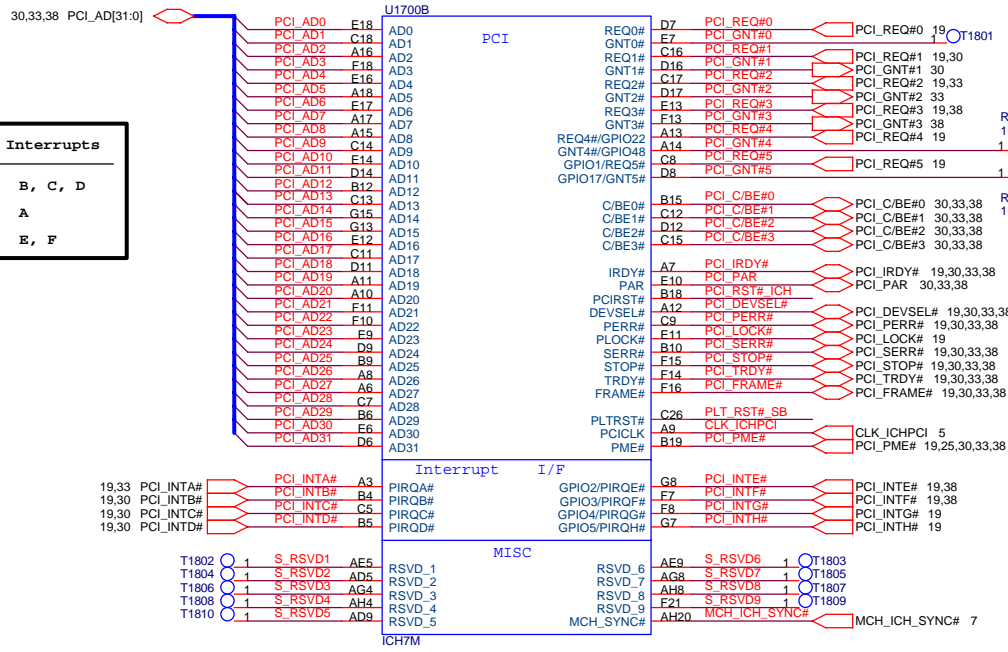 30,33,38 PCI_AD[31:0]
U1700B
PCI
PCI_AD0 E18 AD0 REQ0# D7 PCI_REQ#0 PCI_REQ#0 19
PCI_AD1 C18 AD1 GNT0# E7 PCI_GNT#0 1 T1801
PCI_AD2 A16 AD2 REQ1# C16 PCI_REQ#1 PCI_REQ#1 19,30
PCI_AD3 F18 AD3 GNT1# D16 PCI_GNT#1 PCI_GNT#1 30
PCI_AD4 E16 AD4 REQ2# C17 PCI_REQ#2 PCI_REQ#2 19,33
PCI_AD5 A18 AD5 GNT2# D17 PCI_GNT#2 PCI_GNT#2 33
PCI_AD6 E17 AD6 REQ3# E13 PCI_REQ#3 PCI_REQ#3 19,38
PCI_AD7 A17 AD7 GNT3# F13 PCI_GNT#3 PCI_GNT#3 38
PCI_AD8 A15 AD8 REQ4#/GPIO22 A13 PCI_REQ#4 PCI_REQ#4 19
PCI_AD9 C14 AD9 GNT4#/GPIO48 A14 PCI_GNT#4 1
PCI_AD10 E14 AD10 GPIO1/REQ5# C8 PCI_REQ#5 PCI_REQ#5 19
PCI_AD11 D14 AD11 GPIO17/GNT5# D8 PCI_GNT#5 1
PCI_AD12 B12 AD12
PCI_AD13 C13 AD13 C/BE0# B15 PCI_C/BE#0 PCI_C/BE#0 30,33,38
PCI_AD14 G15 AD14 C/BE1# C12 PCI_C/BE#1 PCI_C/BE#1 30,33,38
PCI_AD15 G13 AD15 C/BE2# D12 PCI_C/BE#2 PCI_C/BE#2 30,33,38
PCI_AD16 E12 AD16 C/BE3# C15 PCI_C/BE#3 PCI_C/BE#3 30,33,38
PCI_AD17 C11 AD17
PCI_AD18 D11 AD18 IRDY# A7 PCI_IRDY# PCI_IRDY# 19,30,33,38
PCI_AD19 A11 AD19 PAR E10 PCI_PAR PCI_PAR 30,33,38
PCI_AD20 A10 AD20 PCIRST# B18 PCI_RST#_ICH
PCI_AD21 F11 AD21 DEVSEL# A12 PCI_DEVSEL# PCI_DEVSEL# 19,30,33,38
PCI_AD22 F10 AD22 PERR# C9 PCI_PERR# PCI_PERR# 19,30,33,38
PCI_AD23 E9 AD23 PLOCK# E11 PCI_LOCK# PCI_LOCK# 19
PCI_AD24 D9 AD24 SERR# B10 PCI_SERR# PCI_SERR# 19,30,33,38
PCI_AD25 B9 AD25 STOP# F15 PCI_STOP# PCI_STOP# 19,30,33,38
PCI_AD26 A8 AD26 TRDY# F14 PCI_TRDY# PCI_TRDY# 19,30,33,38
PCI_AD27 A6 AD27 FRAME# F16 PCI_FRAME# PCI_FRAME# 19,30,33,38
PCI_AD28 C7 AD28
PCI_AD29 B6 AD29 PLTRST# C26 PLT_RST#_SB
PCI_AD30 E6 AD30 PCICLK A9 CLK_ICHPCI CLK_ICHPCI 5
PCI_AD31 D6 AD31 PME# B19 PCI_PME# PCI_PME# 19,25,30,33,38
Interrupts
B, C, D
A
E, F
R
1
R
1
Interrupt I/F
19,33 PCI_INTA# PCI_INTA# A3 PIRQA# GPIO2/PIRQE# G8 PCI_INTE# PCI_INTE# 19,38
19,30 PCI_INTB# PCI_INTB# B4 PIRQB# GPIO3/PIRQF# F7 PCI_INTF# PCI_INTF# 19,38
19,30 PCI_INTC# PCI_INTC# C5 PIRQC# GPIO4/PIRQG# F8 PCI_INTG# PCI_INTG# 19
19,30 PCI_INTD# PCI_INTD# B5 PIRQD# GPIO5/PIRQH# G7 PCI_INTH# PCI_INTH# 19
MISC
T1802 1 S_RSVD1 AE5 RSVD_1 RSVD_6 AE9 S_RSVD6 1 T1803
T1804 1 S_RSVD2 AD5 RSVD_2 RSVD_7 AG8 S_RSVD7 1 T1805
T1806 1 S_RSVD3 AG4 RSVD_3 RSVD_8 AH8 S_RSVD8 1 T1807
T1808 1 S_RSVD4 AH4 RSVD_4 RSVD_9 F21 S_RSVD9 1 T1809
T1810 1 S_RSVD5 AD9 RSVD_5 MCH_SYNC# AH20 MCH_ICH_SYNC# MCH_ICH_SYNC# 7
ICH7M